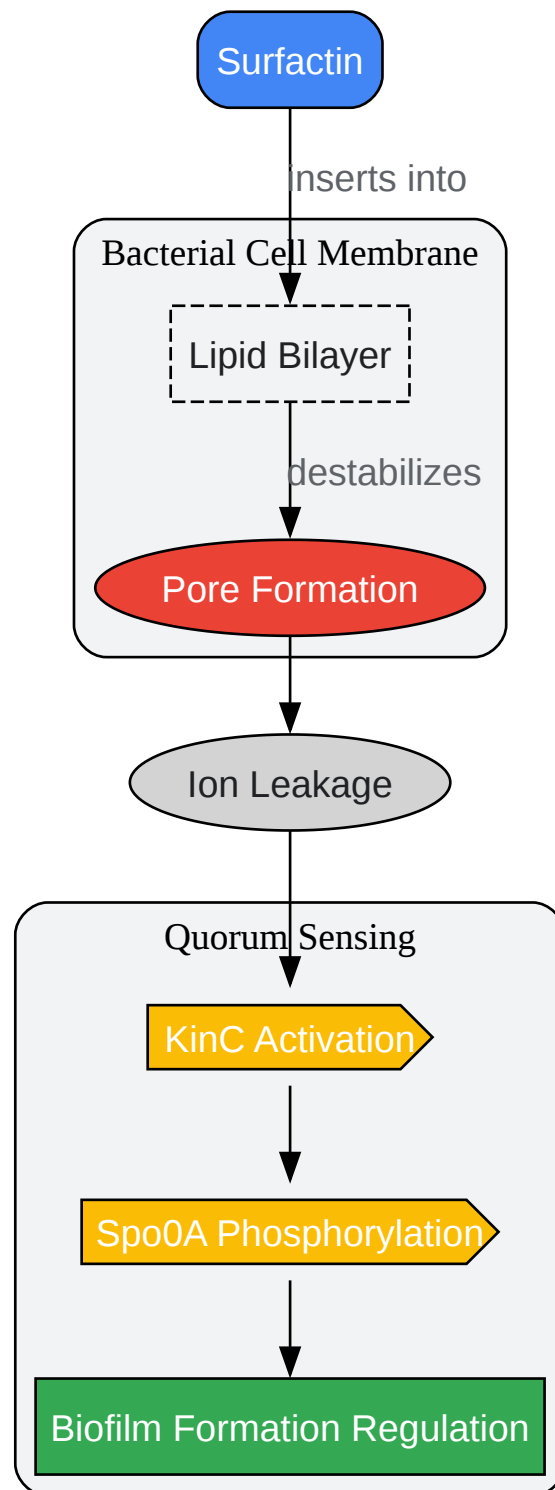 Surfactin
inserts into
Bacterial Cell Membrane
Lipid Bilayer
destabilizes
Pore Formation
Ion Leakage
Quorum Sensing
KinC Activation
Spo0A Phosphorylation
Biofilm Formation Regulation